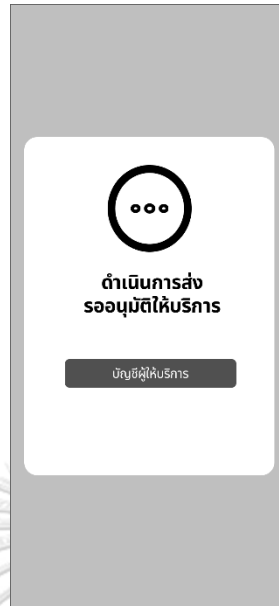 ดำเนินการส่ง
รออนุมัติให้บริการ
บัญชีผู้ให้บริการ